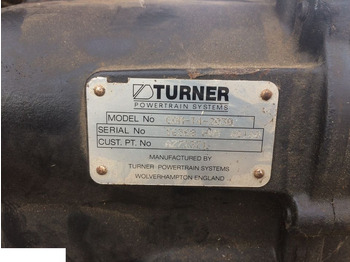 TURNER
POWERTRAIN SYSTEMS
MODEL No
SERIAL No
CUST. PT. No
MANUFACTURED BY
TURNER POWERTRAIN SYSTEMS
WOLVERHAMPTON ENGLAND